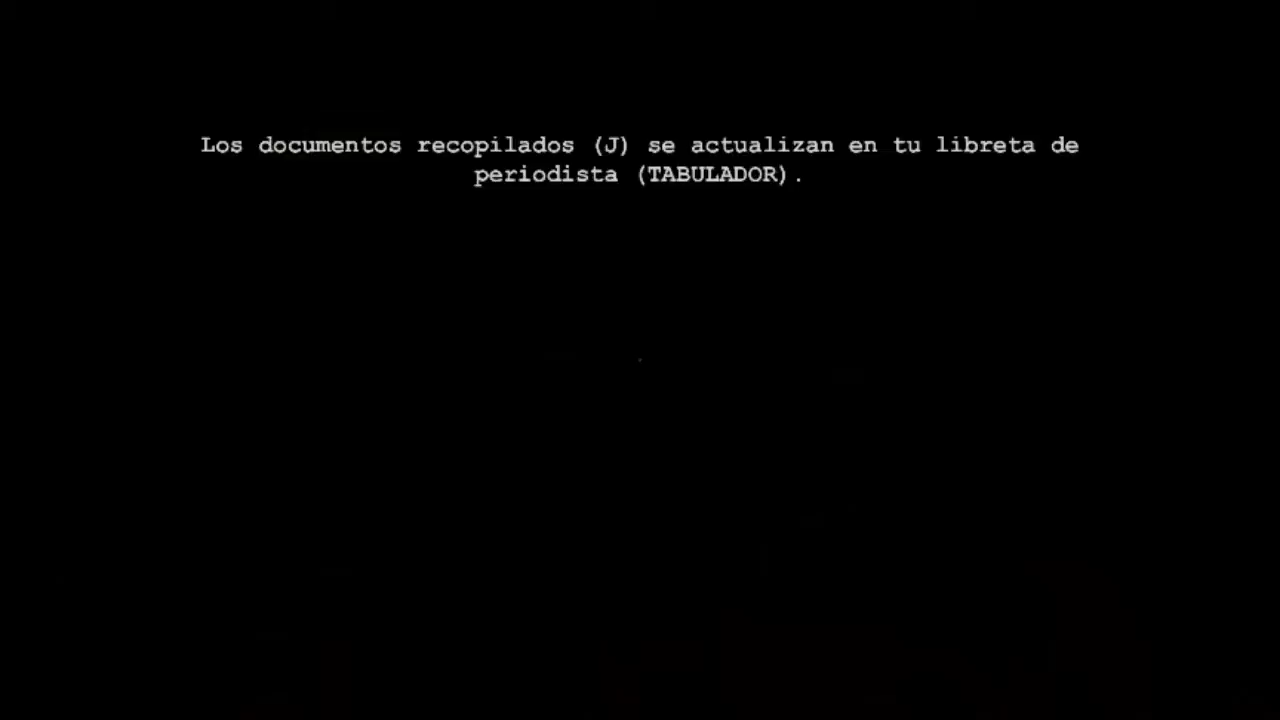 Los documentos recopilados (J) se actualizan en tu libreta de
periodista (TABULADOR).